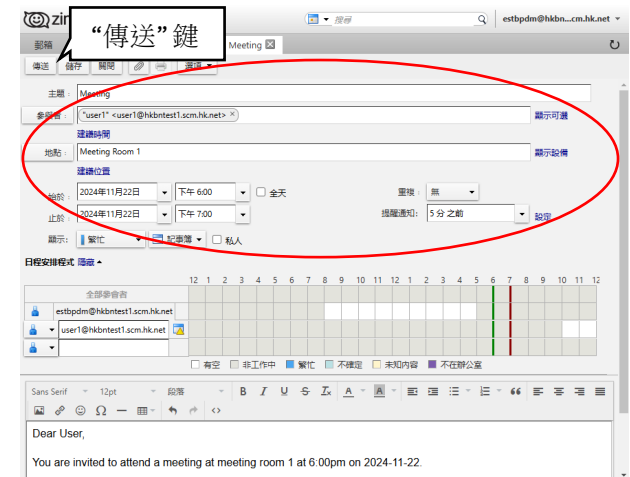 zin
搜尋
estbpdm@hkbn...cm.hk.net
“傳送”鍵
郵稿
Meeting
傳送 儲存 關閉 選項
主題: Meeting
參與者: "user1" <user1@hkbntest1.scm.hk.net> × 顯示可選
建議時間
地點: Meeting Room 1 顯示設備
建議位置
始於: 2024年11月22日 下午 6:00 全天 重複: 無
止於: 2024年11月22日 下午 7:00 提醒通知: 5 分 之前 設定
顯示: 繁忙 記事簿 私人
日程安排程式 隱藏
12 1 2 3 4 5 6 7 8 9 10 11 12 1 2 3 4 5 6 7 8 9 10 11 12
全部參會者
estbpdm@hkbntest1.scm.hk.net
user1@hkbntest1.scm.hk.net
有空 非工作中 繁忙 不確定 未知內容 不在辦公室
Sans Serif 12pt 段落 B I U S Ix A A
Dear User,
You are invited to attend a meeting at meeting room 1 at 6:00pm on 2024-11-22.